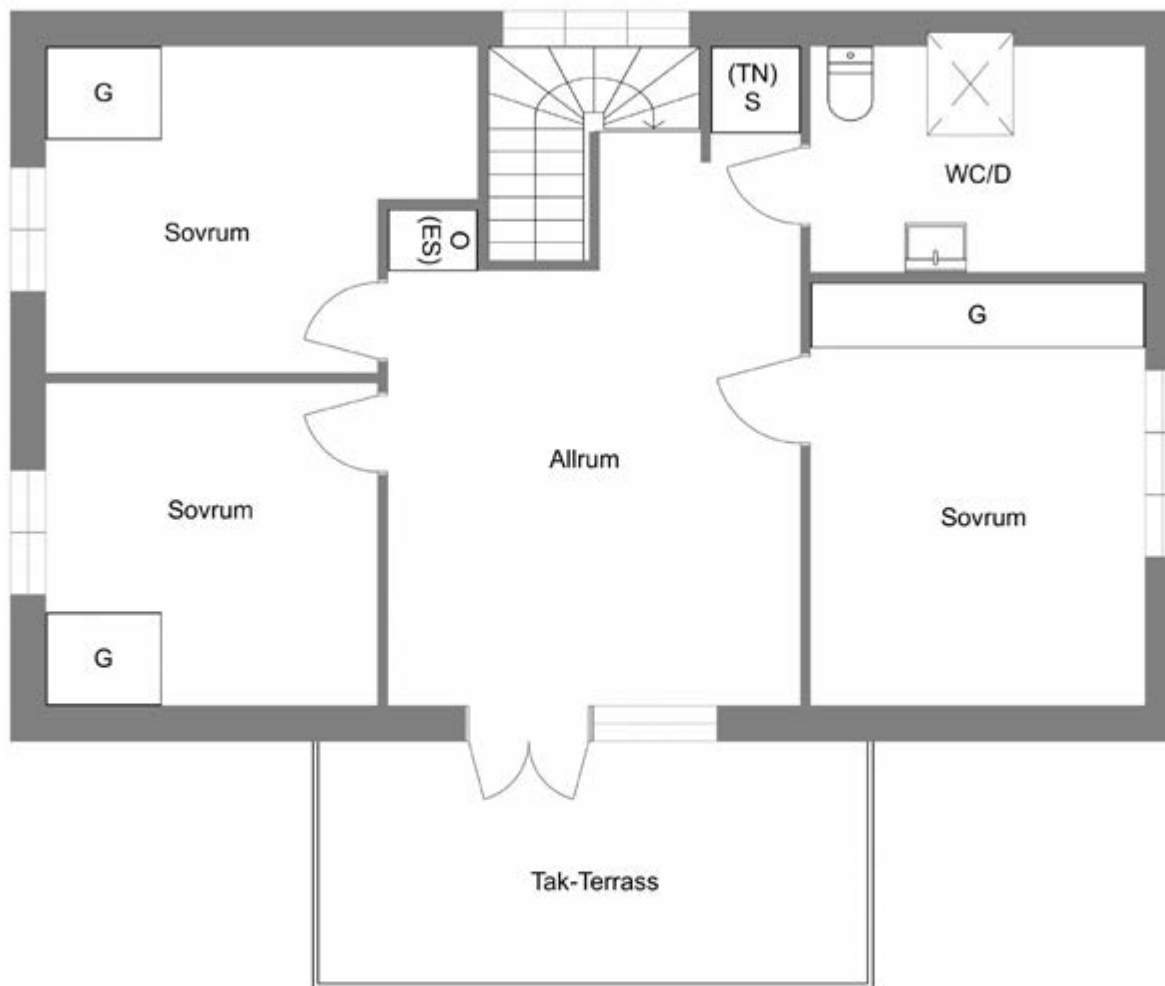 G
(TN)
S
WC/D
Sovrum
O
(ES)
G
Allrum
Sovrum
Sovrum
G
Tak-Terrass